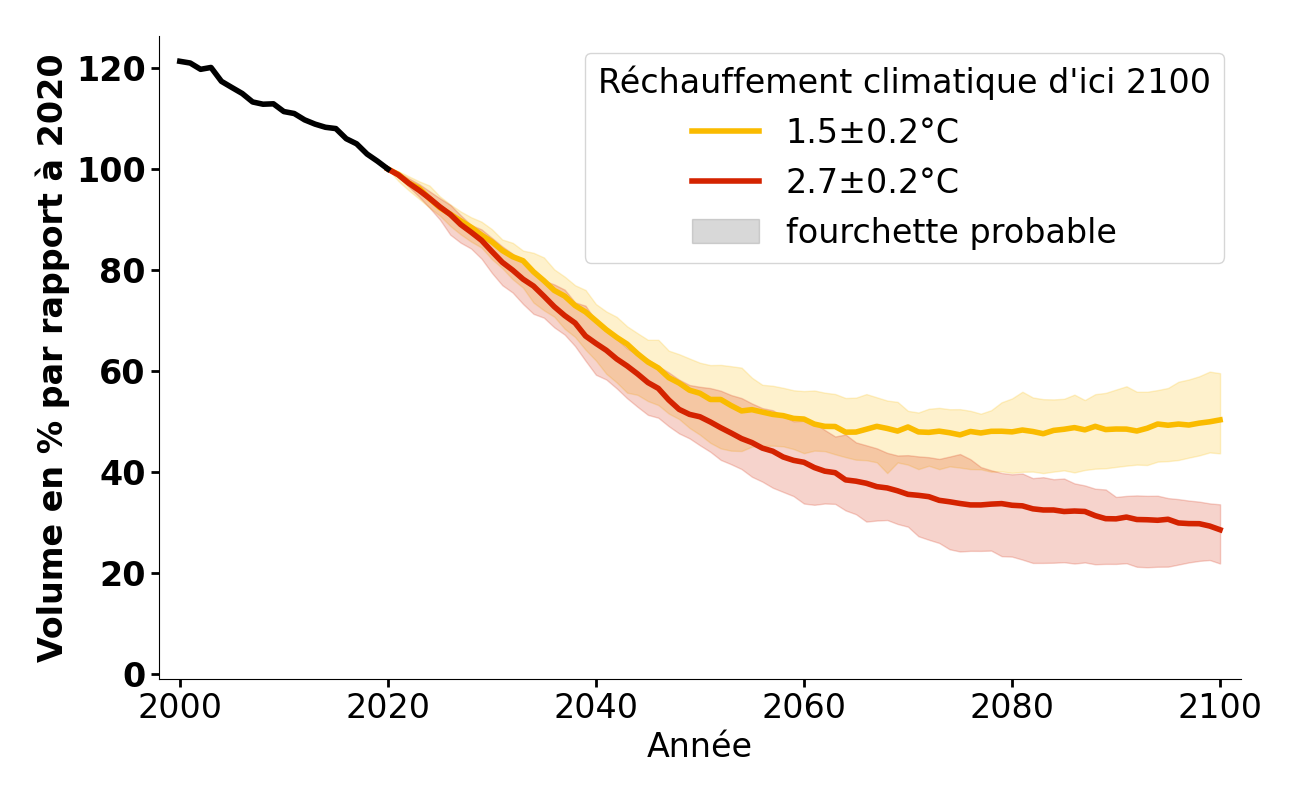 Volume en % par rapport à 2020
120
100
80
60
40
20
0
Réchauffement climatique d'ici 2100
1.5±0.2°C
2.7±0.2°C
fourchette probable
2000 2020 2040 2060 2080 2100
Année